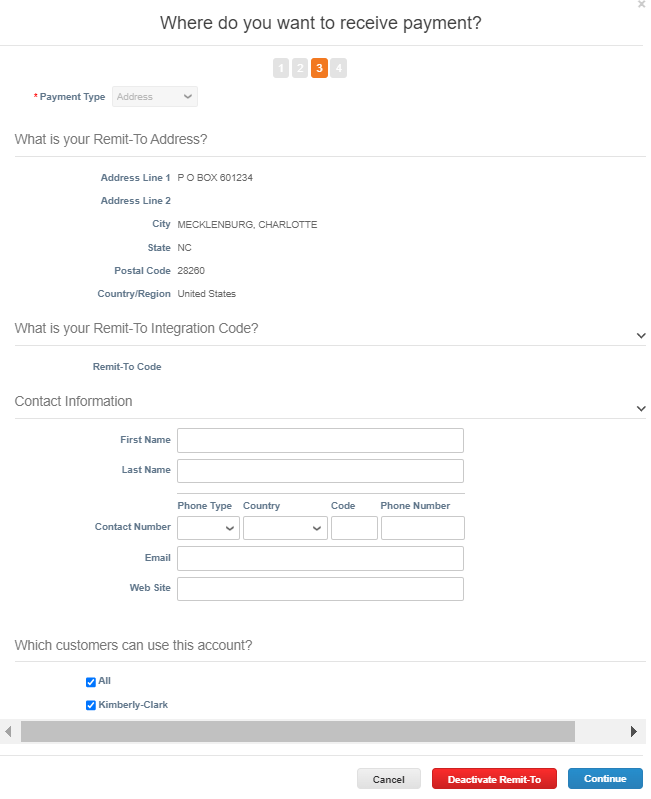 Where do you want to receive payment?
1 2 3 4
* Payment Type Address
What is your Remit-To Address?
Address Line 1 P O BOX 601234
Address Line 2
City MECKLENBURG, CHARLOTTE
State NC
Postal Code 28260
Country/Region United States
What is your Remit-To Integration Code?
Remit-To Code
Contact Information
First Name
Last Name
Phone Type Country Code Phone Number
Contact Number
Email
Web Site
Which customers can use this account?
All
Kimberly-Clark
Cancel Deactivate Remit-To Continue